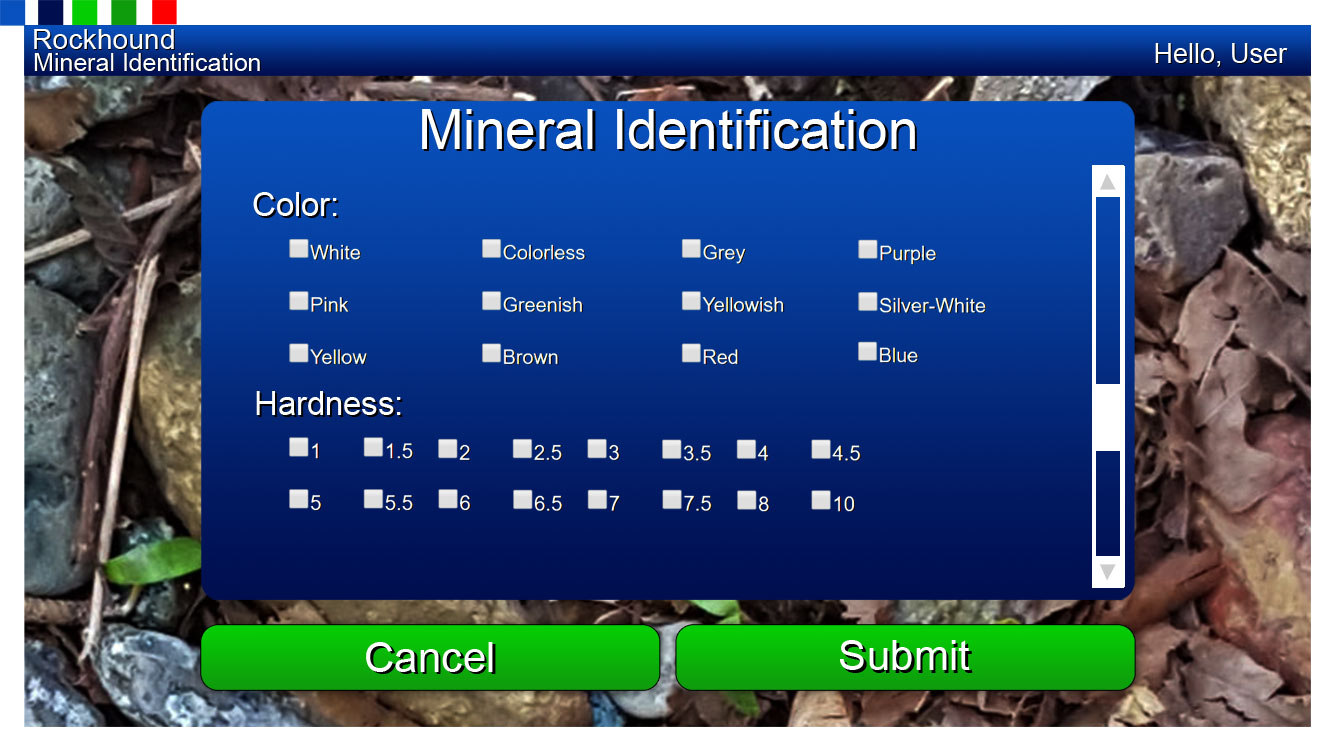 Rockhound
Mineral Identification
Hello, User
Mineral Identification
Color:
White Colorless Grey Purple
Pink Greenish Yellowish Silver-White
Yellow Brown Red Blue
Hardness:
1 1.5 2 2.5 3 3.5 4 4.5
5 5.5 6 6.5 7 7.5 8 10
Cancel Submit